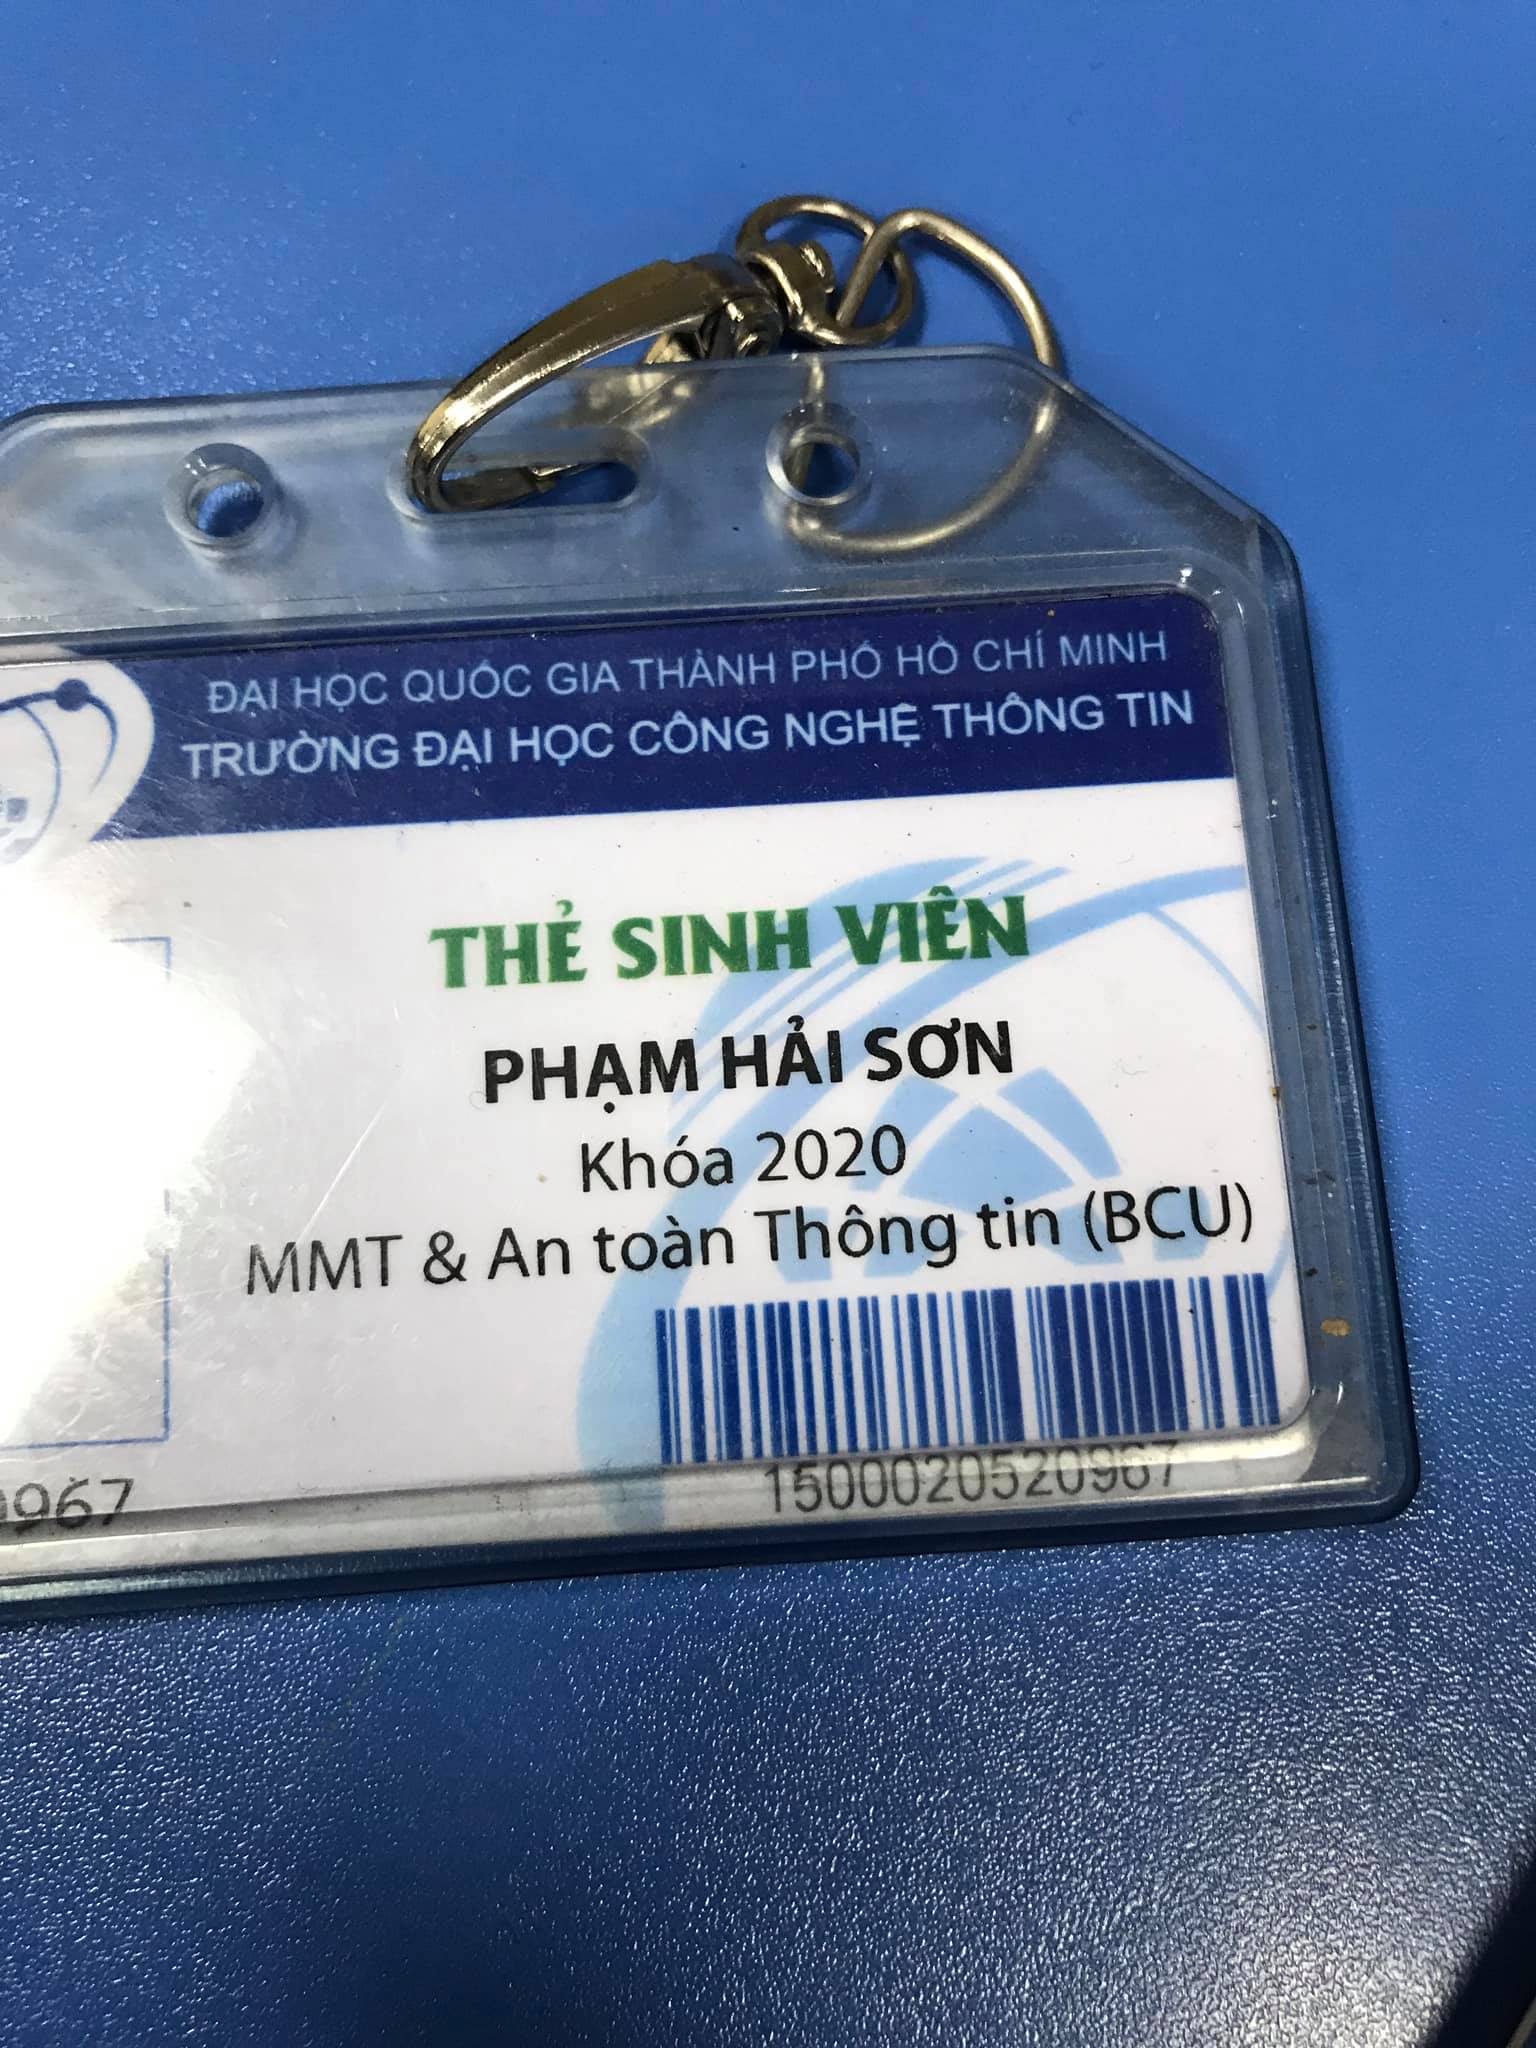 ĐẠI HỌC QUỐC GIA THÀNH PHỐ HỒ CHÍ MINH
TRƯỜNG ĐẠI HỌC CÔNG NGHỆ THÔNG TIN
THẺ SINH VIÊN
PHẠM HẢI SƠN
Khóa 2020
MMT & An toàn Thông tin (BCU)
1500020520967